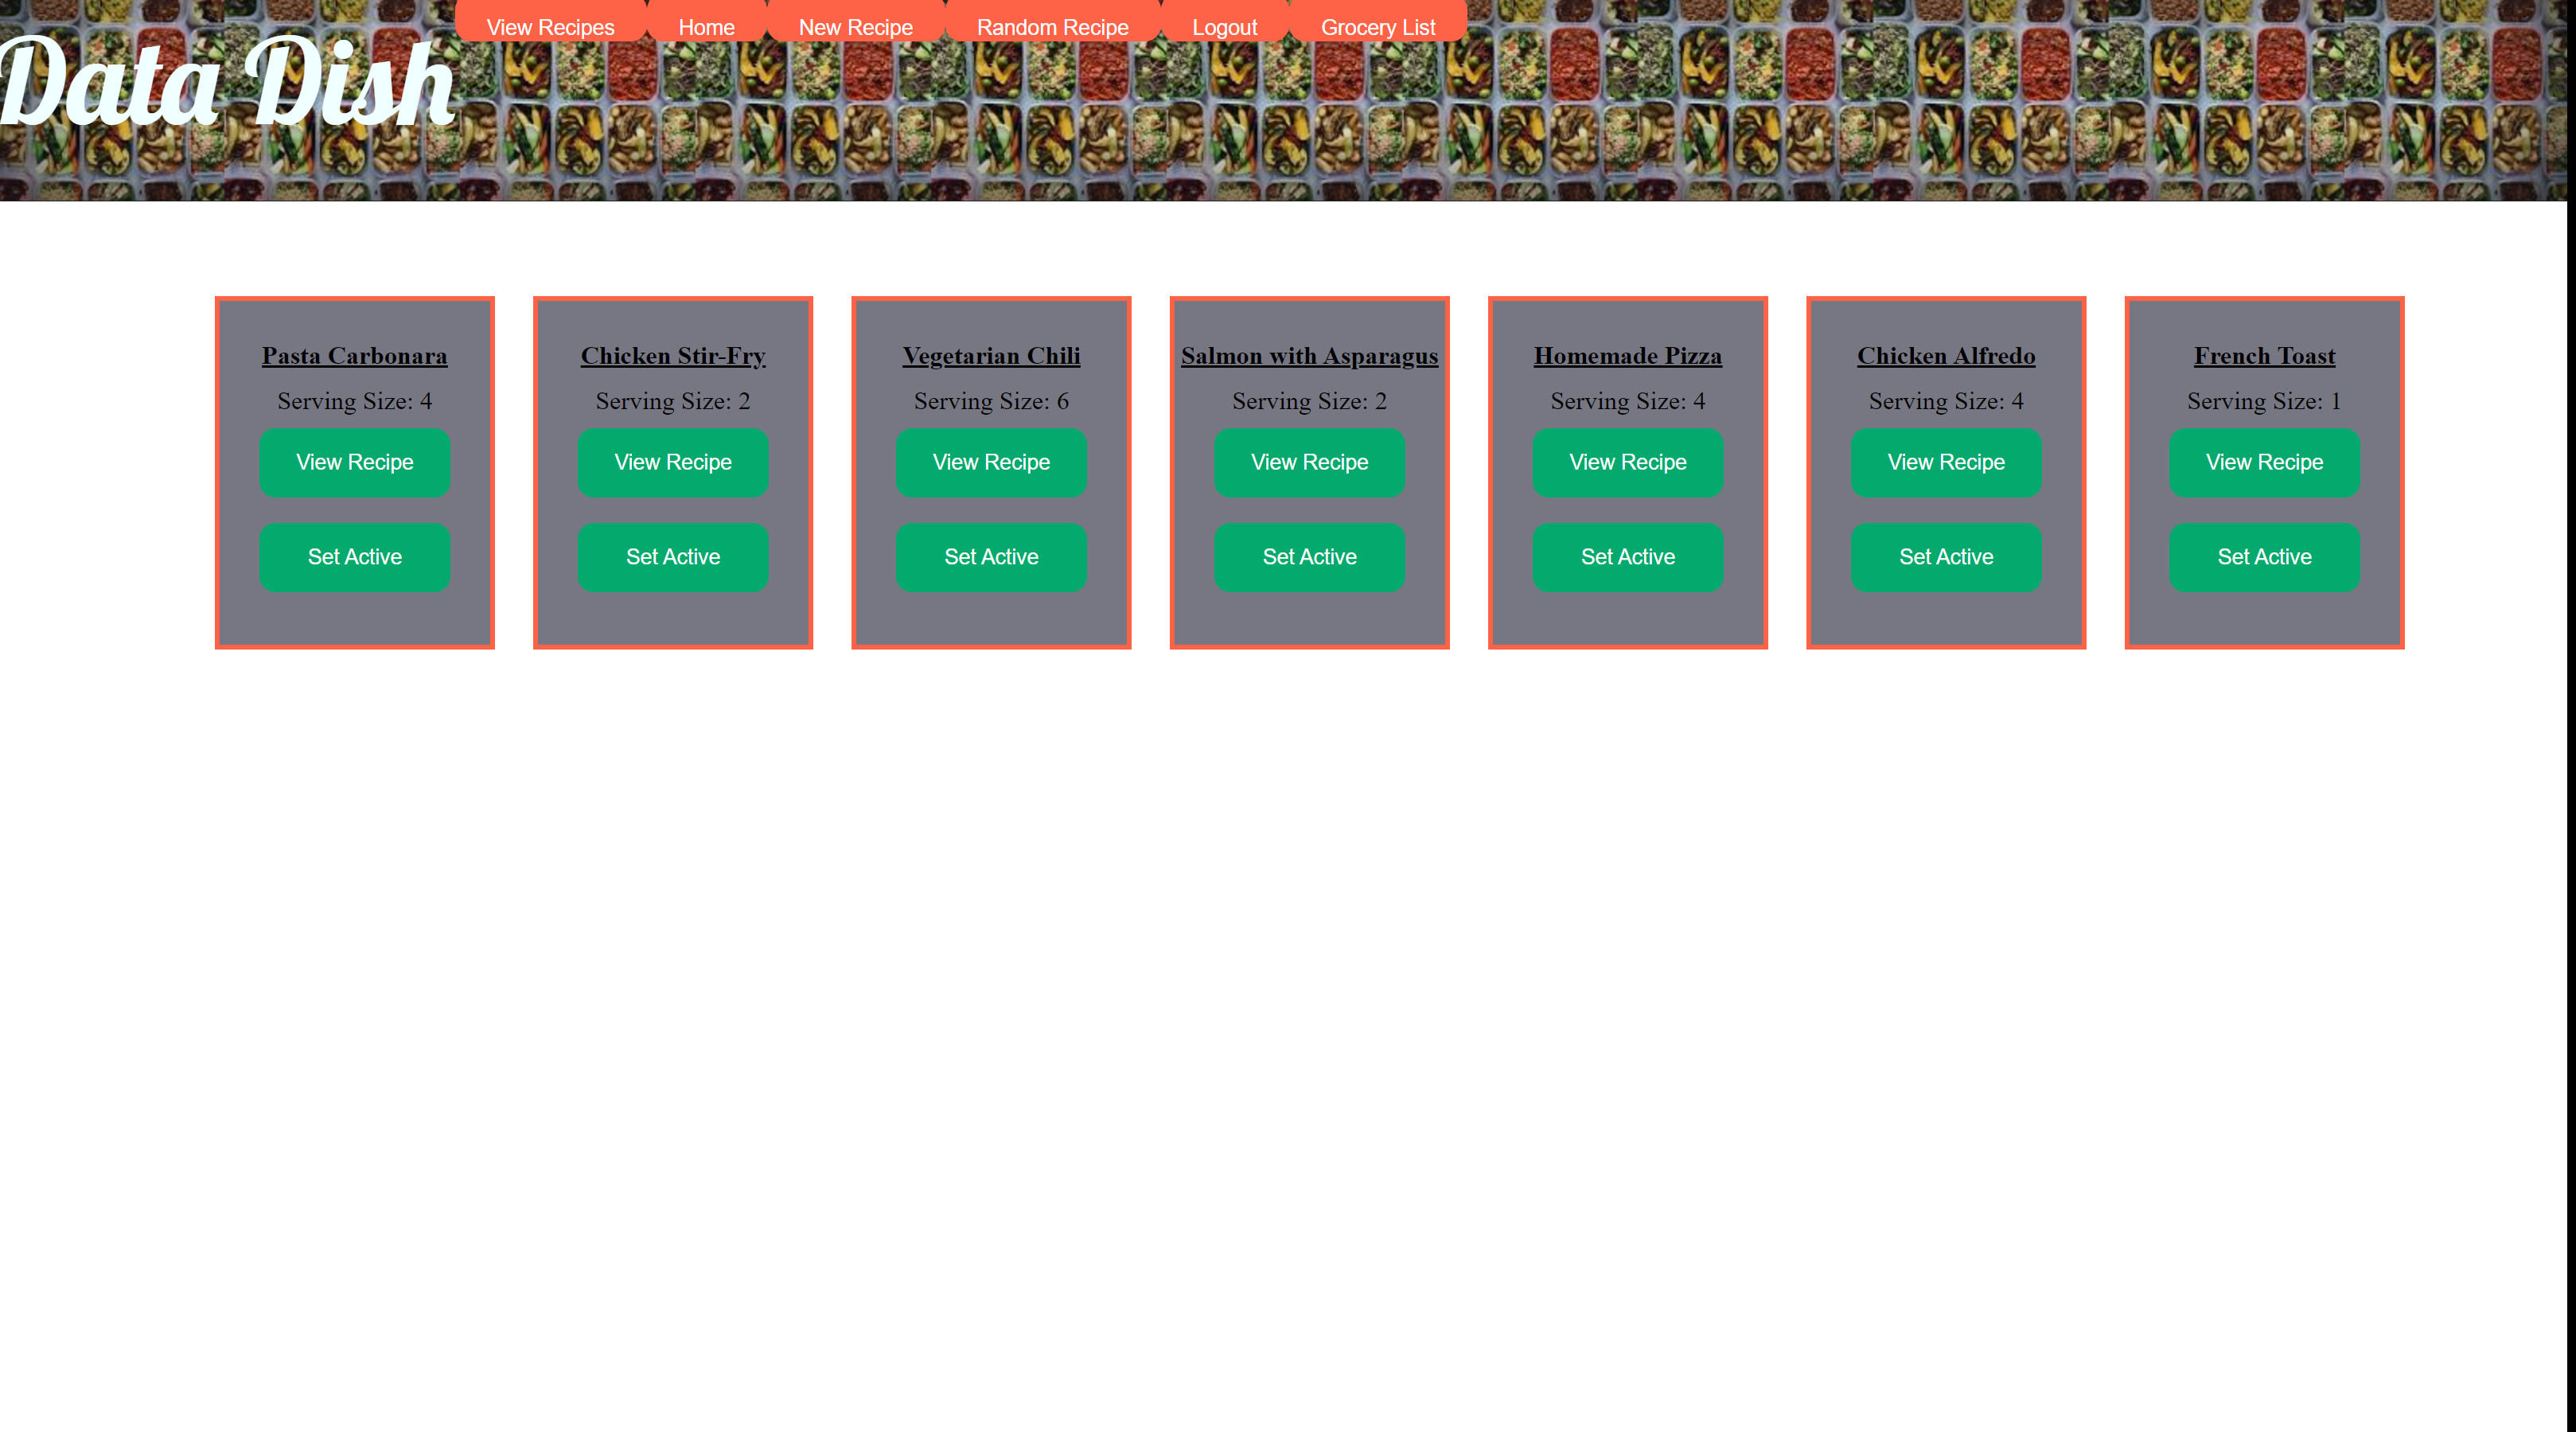 Data Dish
View Recipes Home New Recipe Random Recipe Logout Grocery List
Pasta Carbonara
Serving Size: 4
View Recipe
Set Active
Chicken Stir-Fry
Serving Size: 2
View Recipe
Set Active
Vegetarian Chili
Serving Size: 6
View Recipe
Set Active
Salmon with Asparagus
Serving Size: 2
View Recipe
Set Active
Homemade Pizza
Serving Size: 4
View Recipe
Set Active
Chicken Alfredo
Serving Size: 4
View Recipe
Set Active
French Toast
Serving Size: 1
View Recipe
Set Active